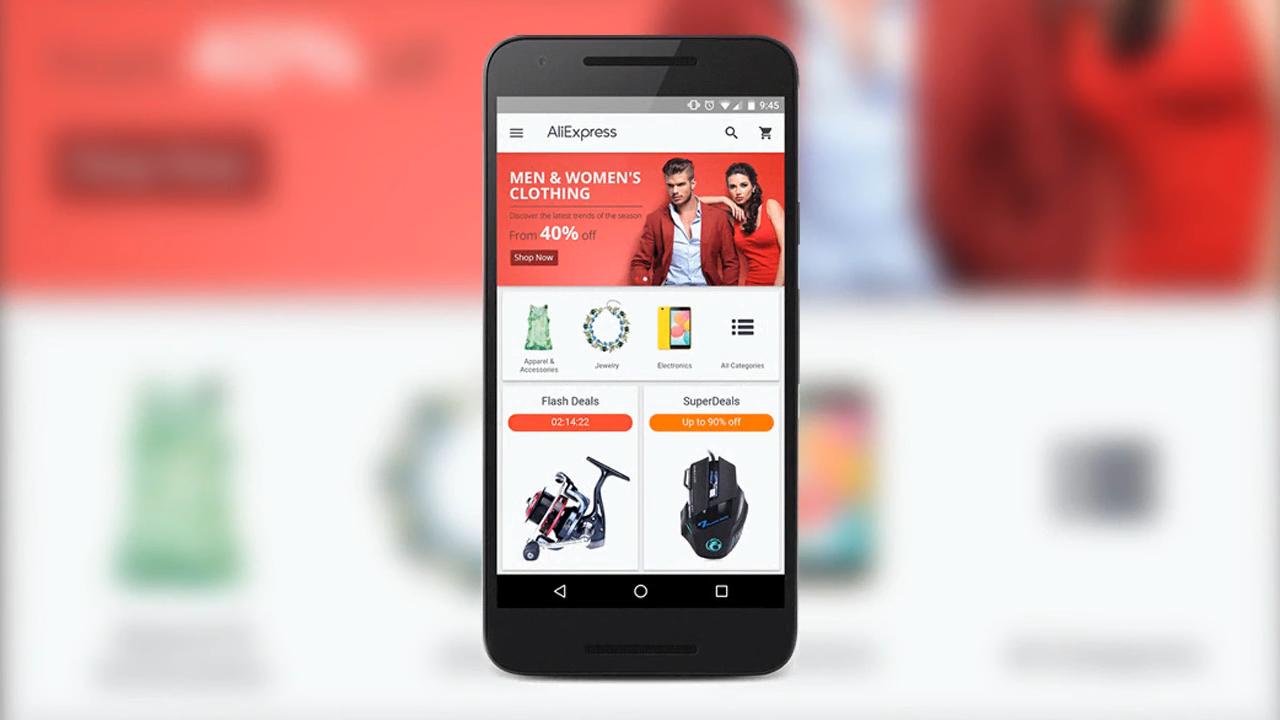 9:45
AliExpress
MEN & WOMEN'S
CLOTHING
Discover the latest trends of the season
From 40% off
Shop Now
Apparel &
Accessories
Jewelry
Electronics
All Categories
Flash Deals
SuperDeals
02:14:22
Up to 90% off